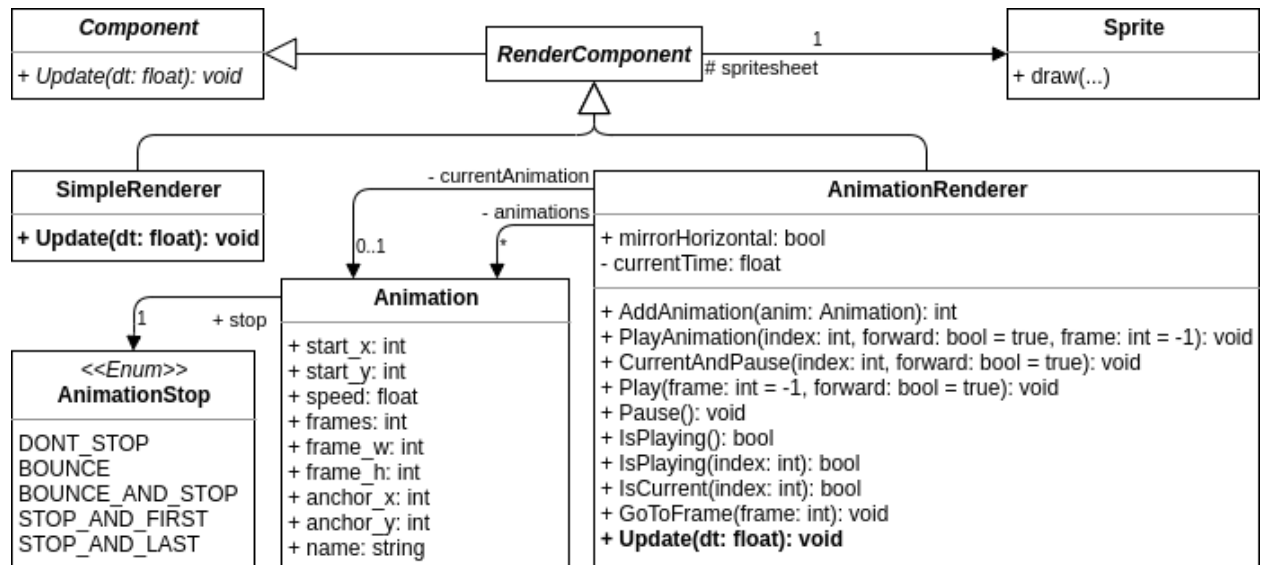 Component
+ Update(dt: float): void
RenderComponent
1
# spritesheet
Sprite
+ draw(...)
SimpleRenderer
+ Update(dt: float): void
- currentAnimation
- animations
0..1
*
AnimationRenderer
+ mirrorHorizontal: bool
- currentTime: float
+ AddAnimation(anim: Animation): int
+ PlayAnimation(index: int, forward: bool = true, frame: int = -1): void
+ CurrentAndPause(index: int, forward: bool = true): void
+ Play(frame: int = -1, forward: bool = true): void
+ Pause(): void
+ IsPlaying(): bool
+ IsPlaying(index: int): bool
+ IsCurrent(index: int): bool
+ GoToFrame(frame: int): void
+ Update(dt: float): void
Animation
+ start_x: int
+ start_y: int
+ speed: float
+ frames: int
+ frame_w: int
+ frame_h: int
+ anchor_x: int
+ anchor_y: int
+ name: string
1
+ stop
<<Enum>>
AnimationStop
DONT_STOP
BOUNCE
BOUNCE_AND_STOP
STOP_AND_FIRST
STOP_AND_LAST